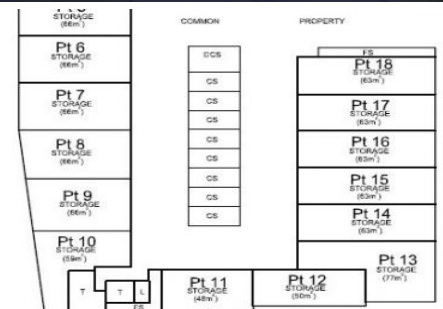 COMMON PROPERTY
STORAGE
(66m²)
Pt 6
STORAGE
(66m²)
Pt 7
STORAGE
(66m²)
Pt 8
STORAGE
(66m²)
Pt 9
STORAGE
(66m²)
Pt 10
STORAGE
(59m²)
CCS
CS
CS
CS
CS
CS
CS
CS
CS
FS
Pt 18
STORAGE
(63m²)
Pt 17
STORAGE
(63m²)
Pt 16
STORAGE
(63m²)
Pt 15
STORAGE
(63m²)
Pt 14
STORAGE
(63m²)
Pt 13
STORAGE
(77m²)
T
T
L
FS
Pt 11
STORAGE
(48m²)
Pt 12
STORAGE
(50m²)